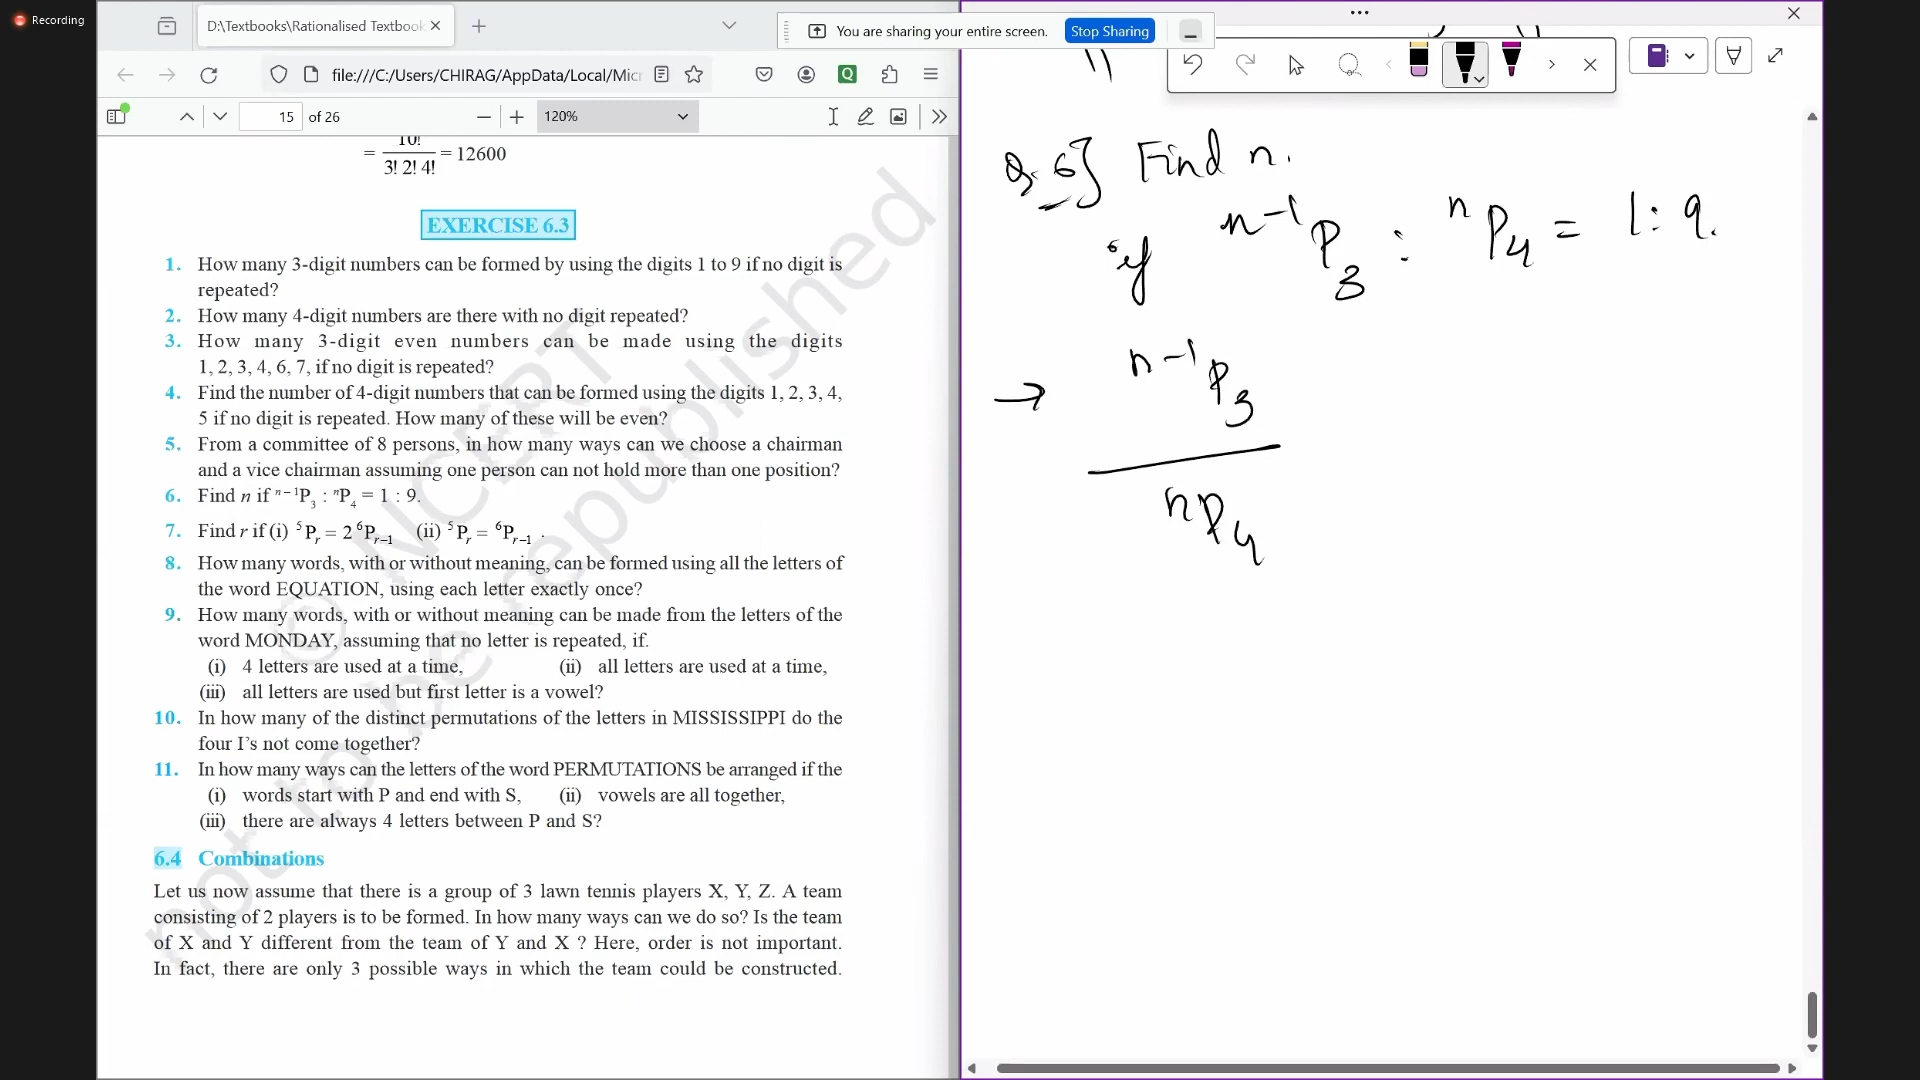 Recording
D:\Textbooks\Rationalised Textbook
You are sharing your entire screen. Stop Sharing
file:///C:/Users/CHIRAG/AppData/Local/Micr
15 of 26
120%
= 10! / 3! 2! 4! = 12600
EXERCISE 6.3
1. How many 3-digit numbers can be formed by using the digits 1 to 9 if no digit is
repeated?
2. How many 4-digit numbers are there with no digit repeated?
3. How many 3-digit even numbers can be made using the digits
1, 2, 3, 4, 6, 7, if no digit is repeated?
4. Find the number of 4-digit numbers that can be formed using the digits 1, 2, 3, 4,
5 if no digit is repeated. How many of these will be even?
5. From a committee of 8 persons, in how many ways can we choose a chairman
and a vice chairman assuming one person can not hold more than one position?
6. Find n if ⁿ⁻¹P₃ : ⁿP₄ = 1 : 9.
7. Find r if (i) ⁵Pᵣ = 2 ⁶Pᵣ₋₁ (ii) ⁵Pᵣ = ⁶Pᵣ₋₁ .
8. How many words, with or without meaning, can be formed using all the letters of
the word EQUATION, using each letter exactly once?
9. How many words, with or without meaning can be made from the letters of the
word MONDAY, assuming that no letter is repeated, if.
(i) 4 letters are used at a time, (ii) all letters are used at a time,
(iii) all letters are used but first letter is a vowel?
10. In how many of the distinct permutations of the letters in MISSISSIPPI do the
four I’s not come together?
11. In how many ways can the letters of the word PERMUTATIONS be arranged if the
(i) words start with P and end with S, (ii) vowels are all together,
(iii) there are always 4 letters between P and S?
6.4 Combinations
Let us now assume that there is a group of 3 lawn tennis players X, Y, Z. A team
consisting of 2 players is to be formed. In how many ways can we do so? Is the team
of X and Y different from the team of Y and X ? Here, order is not important.
In fact, there are only 3 possible ways in which the team could be constructed.
© NCERT
not to be republished
Q.6] Find n.
if ⁿ⁻¹P₃ : ⁿP₄ = 1 : 9.
→ ⁿ⁻¹P₃
ⁿP₄